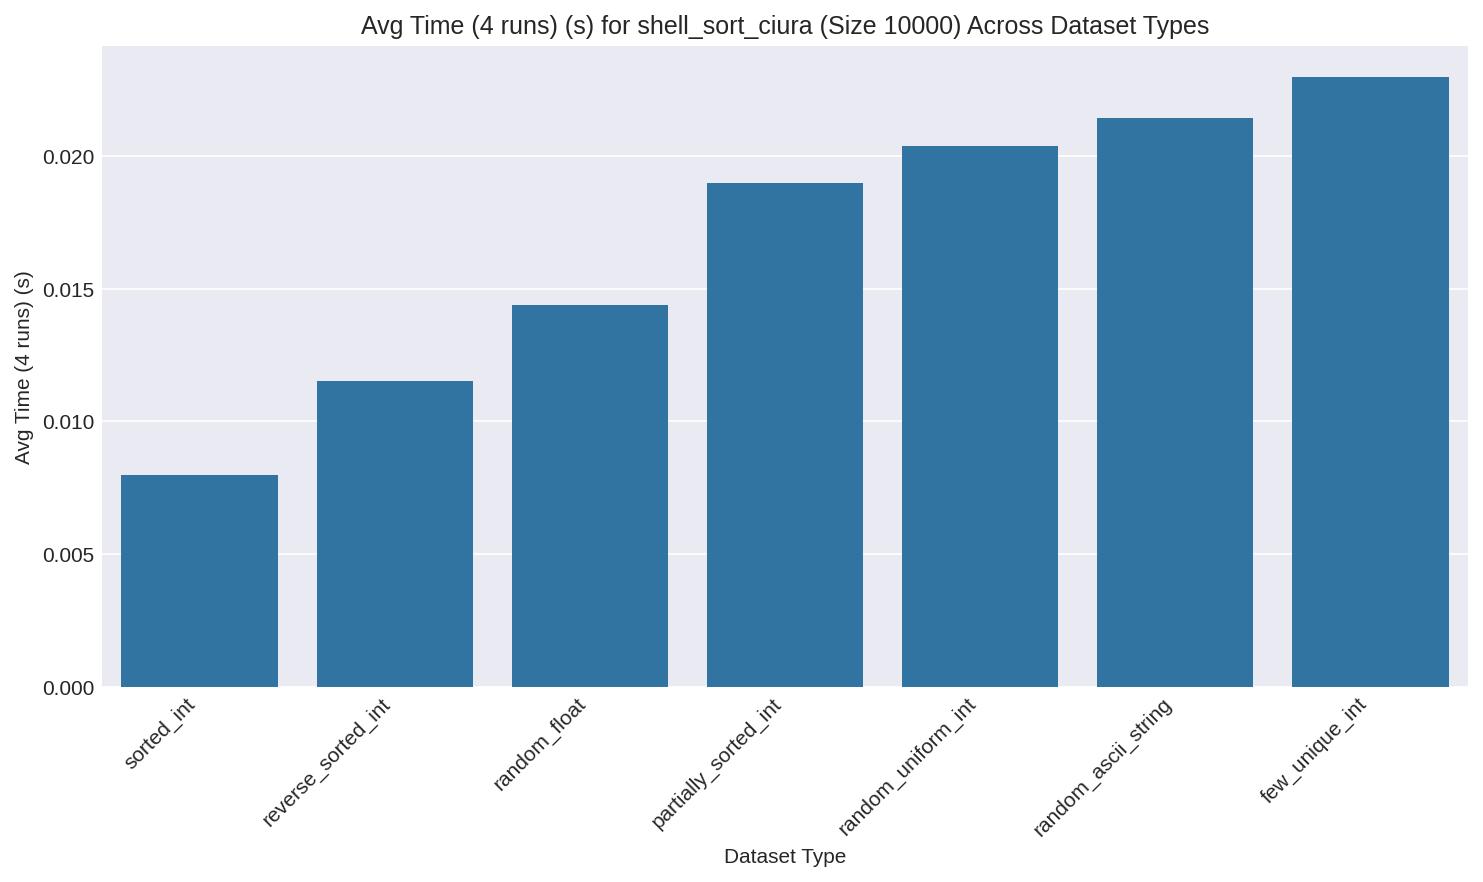 Avg Time (4 runs) (s) for shell_sort_ciura (Size 10000) Across Dataset Types
Avg Time (4 runs) (s)
0.020
0.015
0.010
0.005
0.000
sorted_int
reverse_sorted_int
random_float
partially_sorted_int
random_uniform_int
random_ascii_string
few_unique_int
Dataset Type